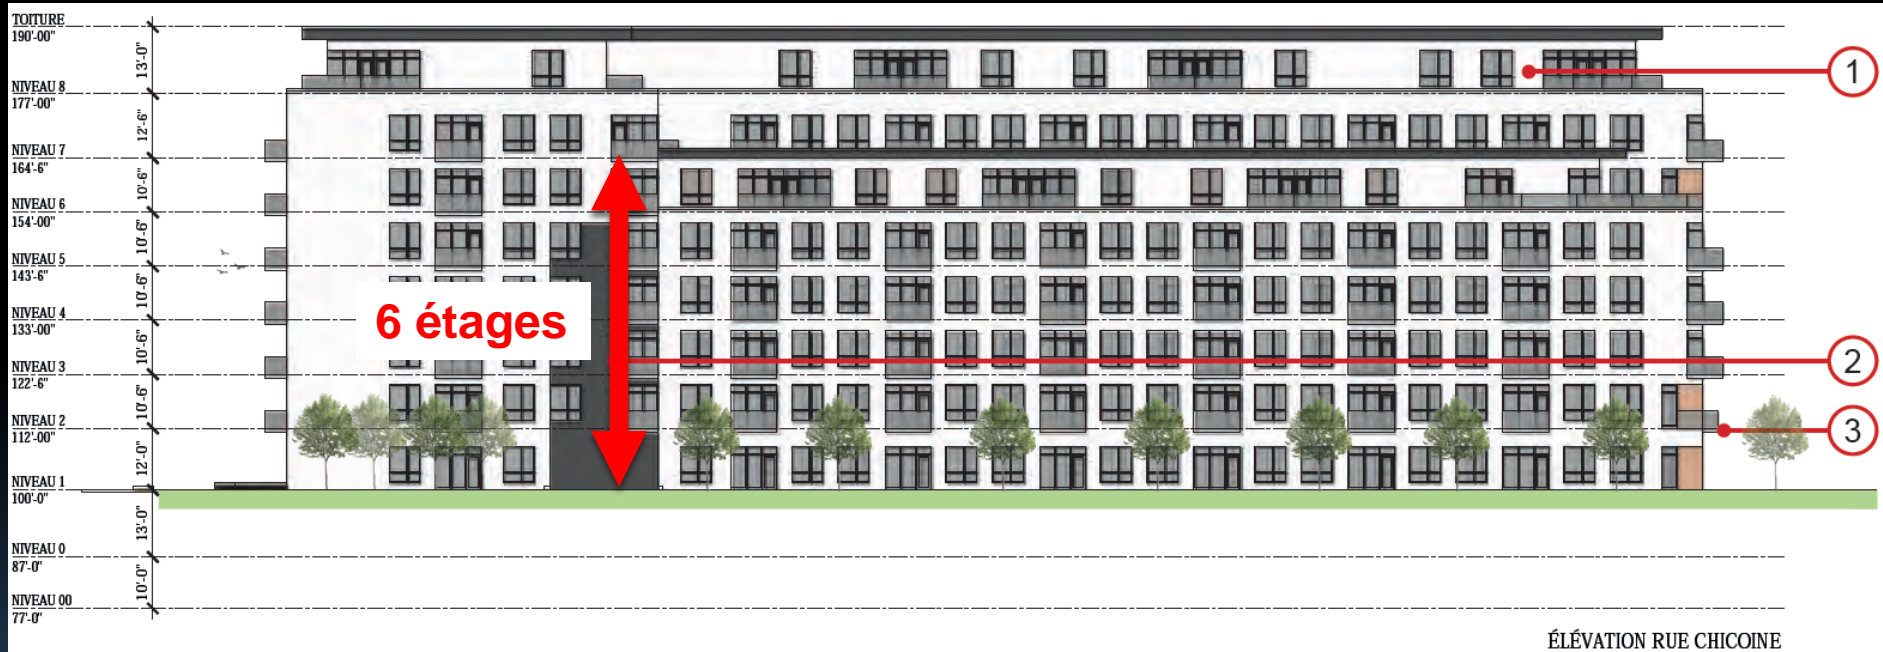 TOITURE
190'-00"
13'-0"
1
NIVEAU 8
177'-00"
12'-6"
NIVEAU 7
164'-6"
10'-6"
NIVEAU 6
154'-00"
10'-6"
NIVEAU 5
143'-6"
10'-6"
6 étages
NIVEAU 4
133'-00"
10'-6"
2
NIVEAU 3
122'-6"
10'-6"
NIVEAU 2
112'-00"
3
12'-0"
NIVEAU 1
100'-0"
13'-0"
NIVEAU 0
87'-0"
10'-0"
NIVEAU 00
77'-0"
ÉLÉVATION RUE CHICOINE